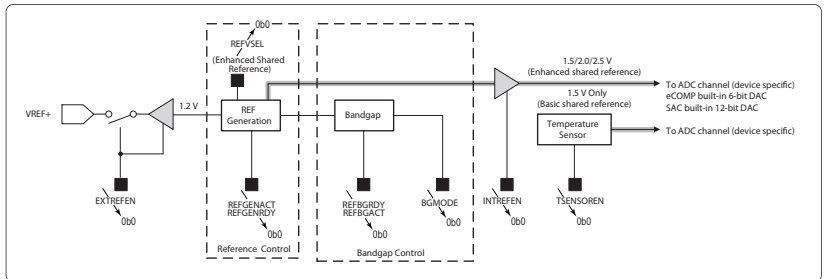 0b0
REFVSEL
(Enhanced Shared
Reference)
1.5/2.0/2.5 V
(Enhanced shared reference)
To ADC channel (device specific)
eCOMP built-in 6-bit DAC
SAC built-in 12-bit DAC
1.5 V Only
(Basic shared reference)
VREF+
1.2 V
REF
Generation
Bandgap
Temperature
Sensor
To ADC channel (device specific)
EXTREFEN
0b0
REFGENACT
REFGENRDY
0b0
REFBGRDY
REFBGACT
0b0
BGMODE
0b0
INTREFEN
0b0
TSENSOREN
0b0
Reference Control
Bandgap Control